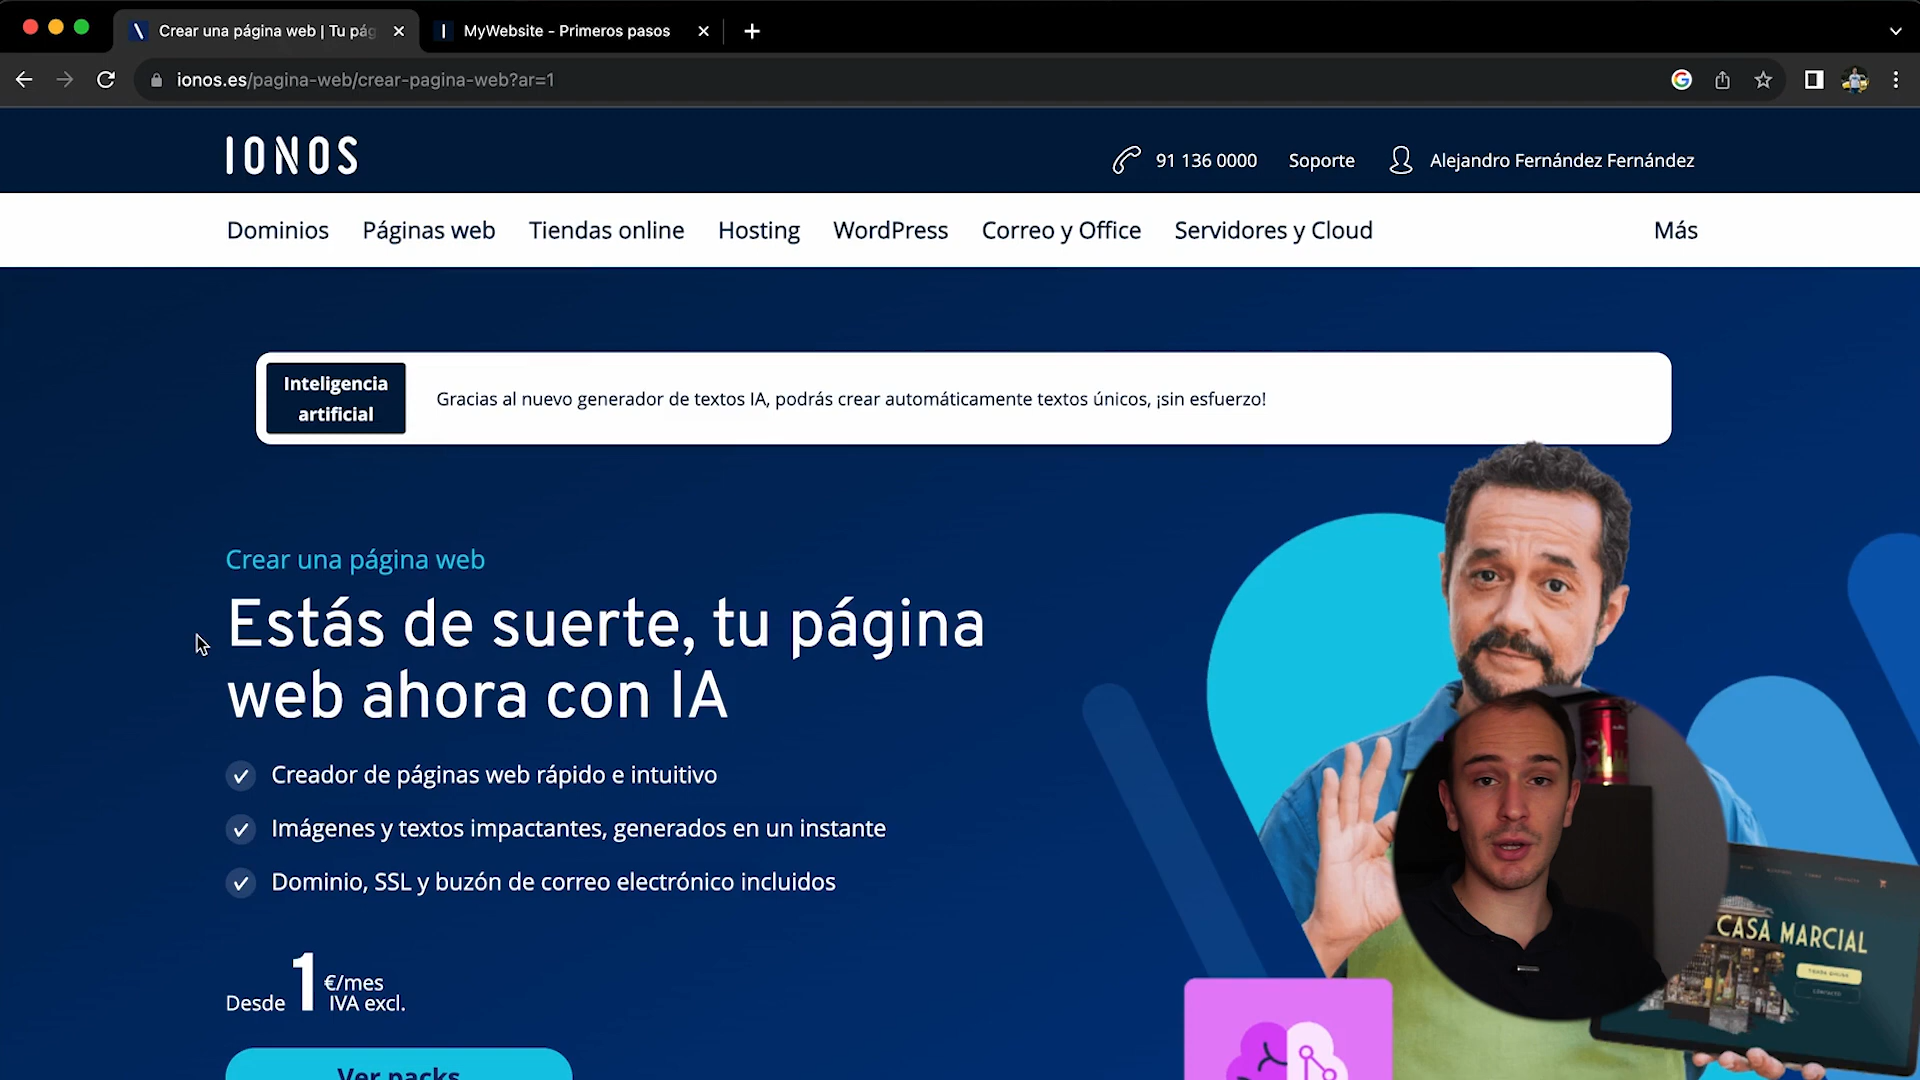 Crear una página web | Tu pág
MyWebsite - Primeros pasos
ionos.es/pagina-web/crear-pagina-web?ar=1
IONOS
91 136 0000
Soporte
Alejandro Fernández Fernández
Dominios
Páginas web
Tiendas online
Hosting
WordPress
Correo y Office
Servidores y Cloud
Más
Inteligencia
artificial
Gracias al nuevo generador de textos IA, podrás crear automáticamente textos únicos, ¡sin esfuerzo!
Crear una página web
Estás de suerte, tu página
web ahora con IA
Creador de páginas web rápido e intuitivo
Imágenes y textos impactantes, generados en un instante
Dominio, SSL y buzón de correo electrónico incluidos
Desde 1 €/mes
IVA excl.
CASA MARCIAL
Ver packs